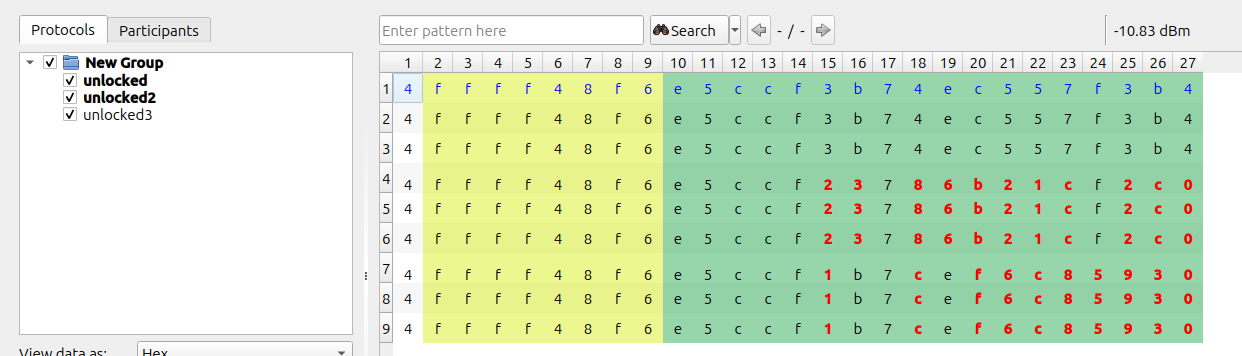 Protocols Participants
New Group
unlocked
unlocked2
unlocked3
View data as: Hex
Enter pattern here Search - / - -10.83 dBm
1 2 3 4 5 6 7 8 9 10 11 12 13 14 15 16 17 18 19 20 21 22 23 24 25 26 27
1 4 f f f f 4 8 f 6 e 5 c c f 3 b 7 4 e c 5 5 7 f 3 b 4
2 4 f f f f 4 8 f 6 e 5 c c f 3 b 7 4 e c 5 5 7 f 3 b 4
3 4 f f f f 4 8 f 6 e 5 c c f 3 b 7 4 e c 5 5 7 f 3 b 4
4 4 f f f f 4 8 f 6 e 5 c c f 2 3 7 8 6 b 2 1 c f 2 c 0
5 4 f f f f 4 8 f 6 e 5 c c f 2 3 7 8 6 b 2 1 c f 2 c 0
6 4 f f f f 4 8 f 6 e 5 c c f 2 3 7 8 6 b 2 1 c f 2 c 0
7 4 f f f f 4 8 f 6 e 5 c c f 1 b 7 c e f 6 c 8 5 9 3 0
8 4 f f f f 4 8 f 6 e 5 c c f 1 b 7 c e f 6 c 8 5 9 3 0
9 4 f f f f 4 8 f 6 e 5 c c f 1 b 7 c e f 6 c 8 5 9 3 0